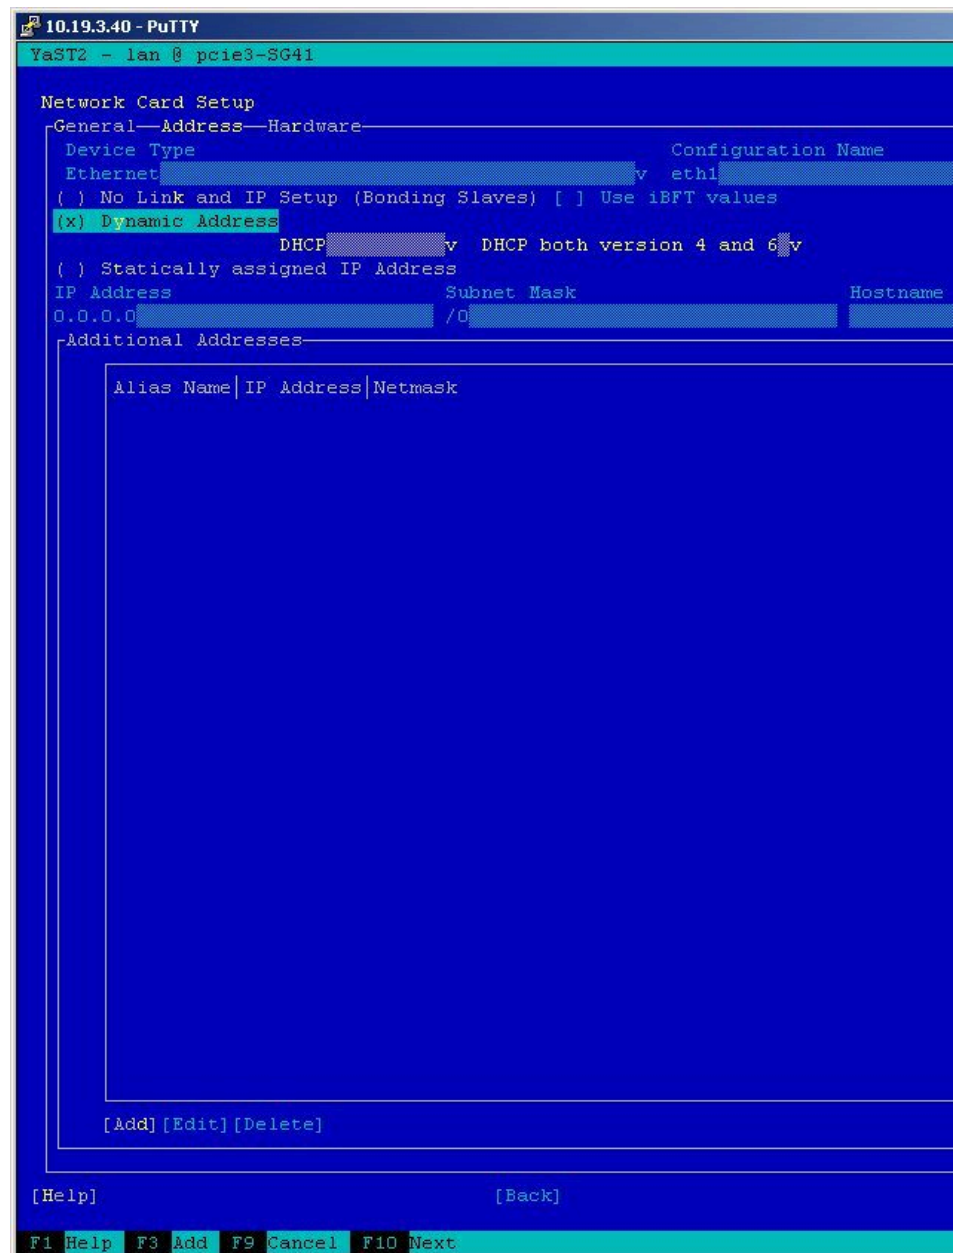 10.19.3.40 - PuTTY
YaST2 - lan @ pcie3-SG41
Network Card Setup
General Address Hardware
Device Type Configuration Name
Ethernet v eth1
( ) No Link and IP Setup (Bonding Slaves) [ ] Use iBFT values
(x) Dynamic Address
DHCP v DHCP both version 4 and 6 v
( ) Statically assigned IP Address
IP Address Subnet Mask Hostname
0.0.0.0 /0
Additional Addresses
Alias Name|IP Address|Netmask
[Add][Edit][Delete]
[Help] [Back]
F1 Help F3 Add F9 Cancel F10 Next